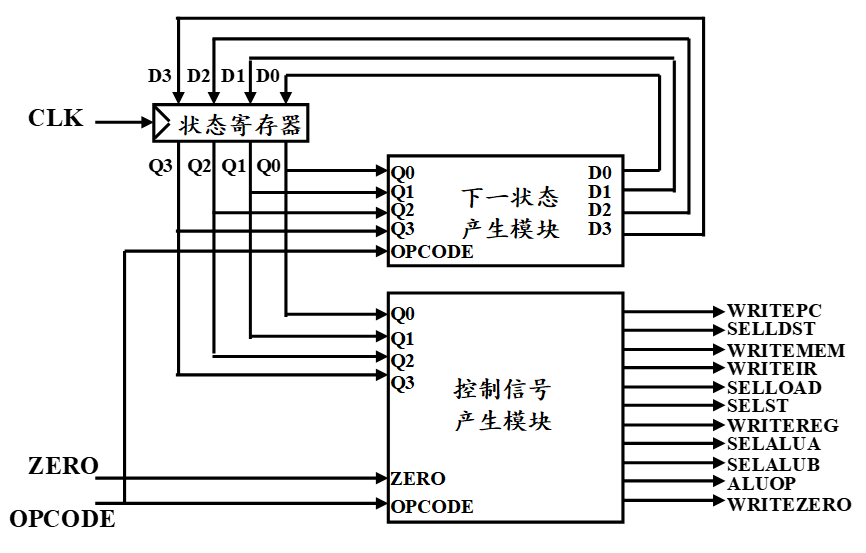 D3 D2 D1 D0
CLK
状态寄存器
Q3 Q2 Q1 Q0
Q0
Q1
Q2
Q3
OPCODE
下一状态
产生模块
D0
D1
D2
D3
Q0
Q1
Q2
Q3
ZERO
OPCODE
控制信号
产生模块
WRITEPC
SELLDST
WRITEMEM
WRITEIR
SELLOAD
SELST
WRITEREG
SELALUA
SELALUB
ALUOP
WRITEZERO
ZERO
OPCODE